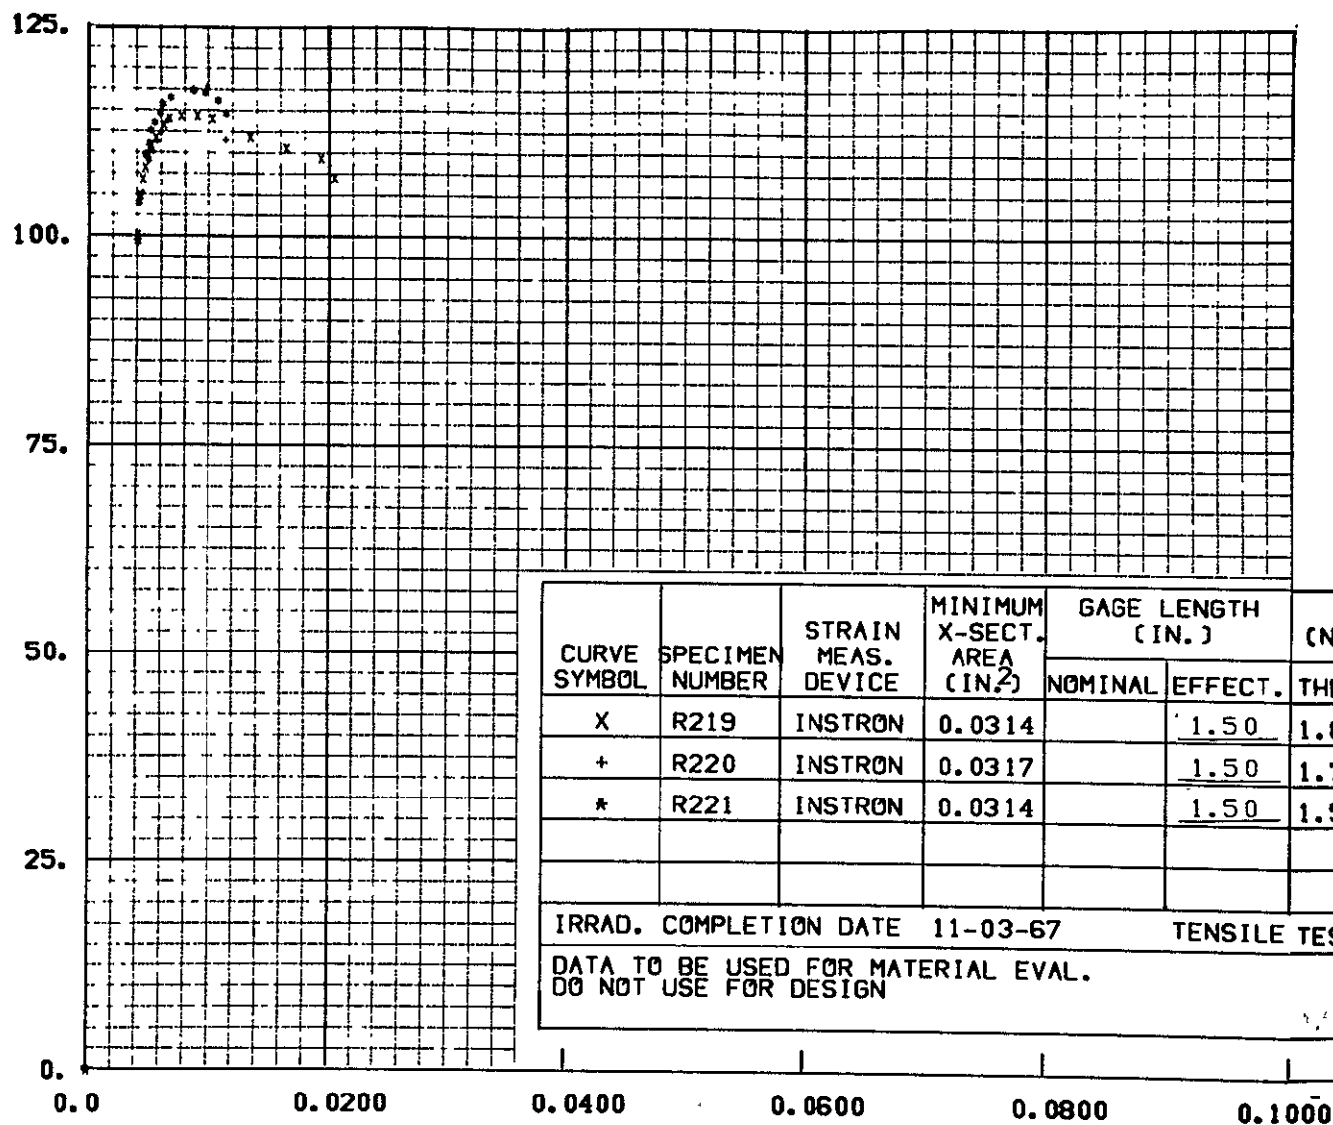 125.
100.
75.
50.
25.
0.
0.0 0.0200 0.0400 0.0600 0.0800 0.1000
CURVE SYMBOL SPECIMEN NUMBER STRAIN MEAS. DEVICE MINIMUM X-SECT. AREA (IN.2) GAGE LENGTH (IN.)
NOMINAL EFFECT.
X R219 INSTRON 0.0314 1.50
+ R220 INSTRON 0.0317 1.50
* R221 INSTRON 0.0314 1.50
IRRAD. COMPLETION DATE 11-03-67 TENSILE
DATA TO BE USED FOR MATERIAL EVAL.
DO NOT USE FOR DESIGN